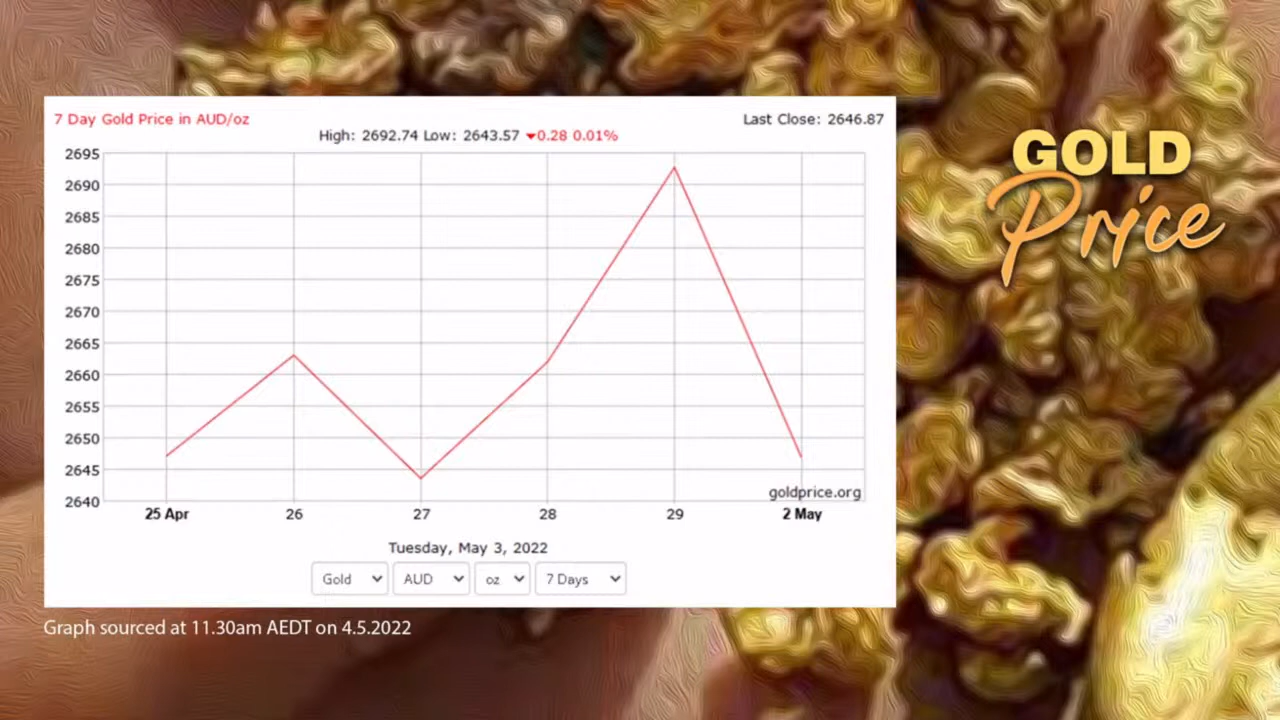 7 Day Gold Price in AUD/oz
Last Close: 2646.87
High: 2692.74 Low: 2643.57 ▼0.28 0.01%
GOLD
Price
2695
2690
2685
2680
2675
2670
2665
2660
2655
2650
2645
2640
goldprice.org
25 Apr 26 27 28 29 2 May
Tuesday, May 3, 2022
Gold AUD oz 7 Days
Graph sourced at 11.30am AEDT on 4.5.2022